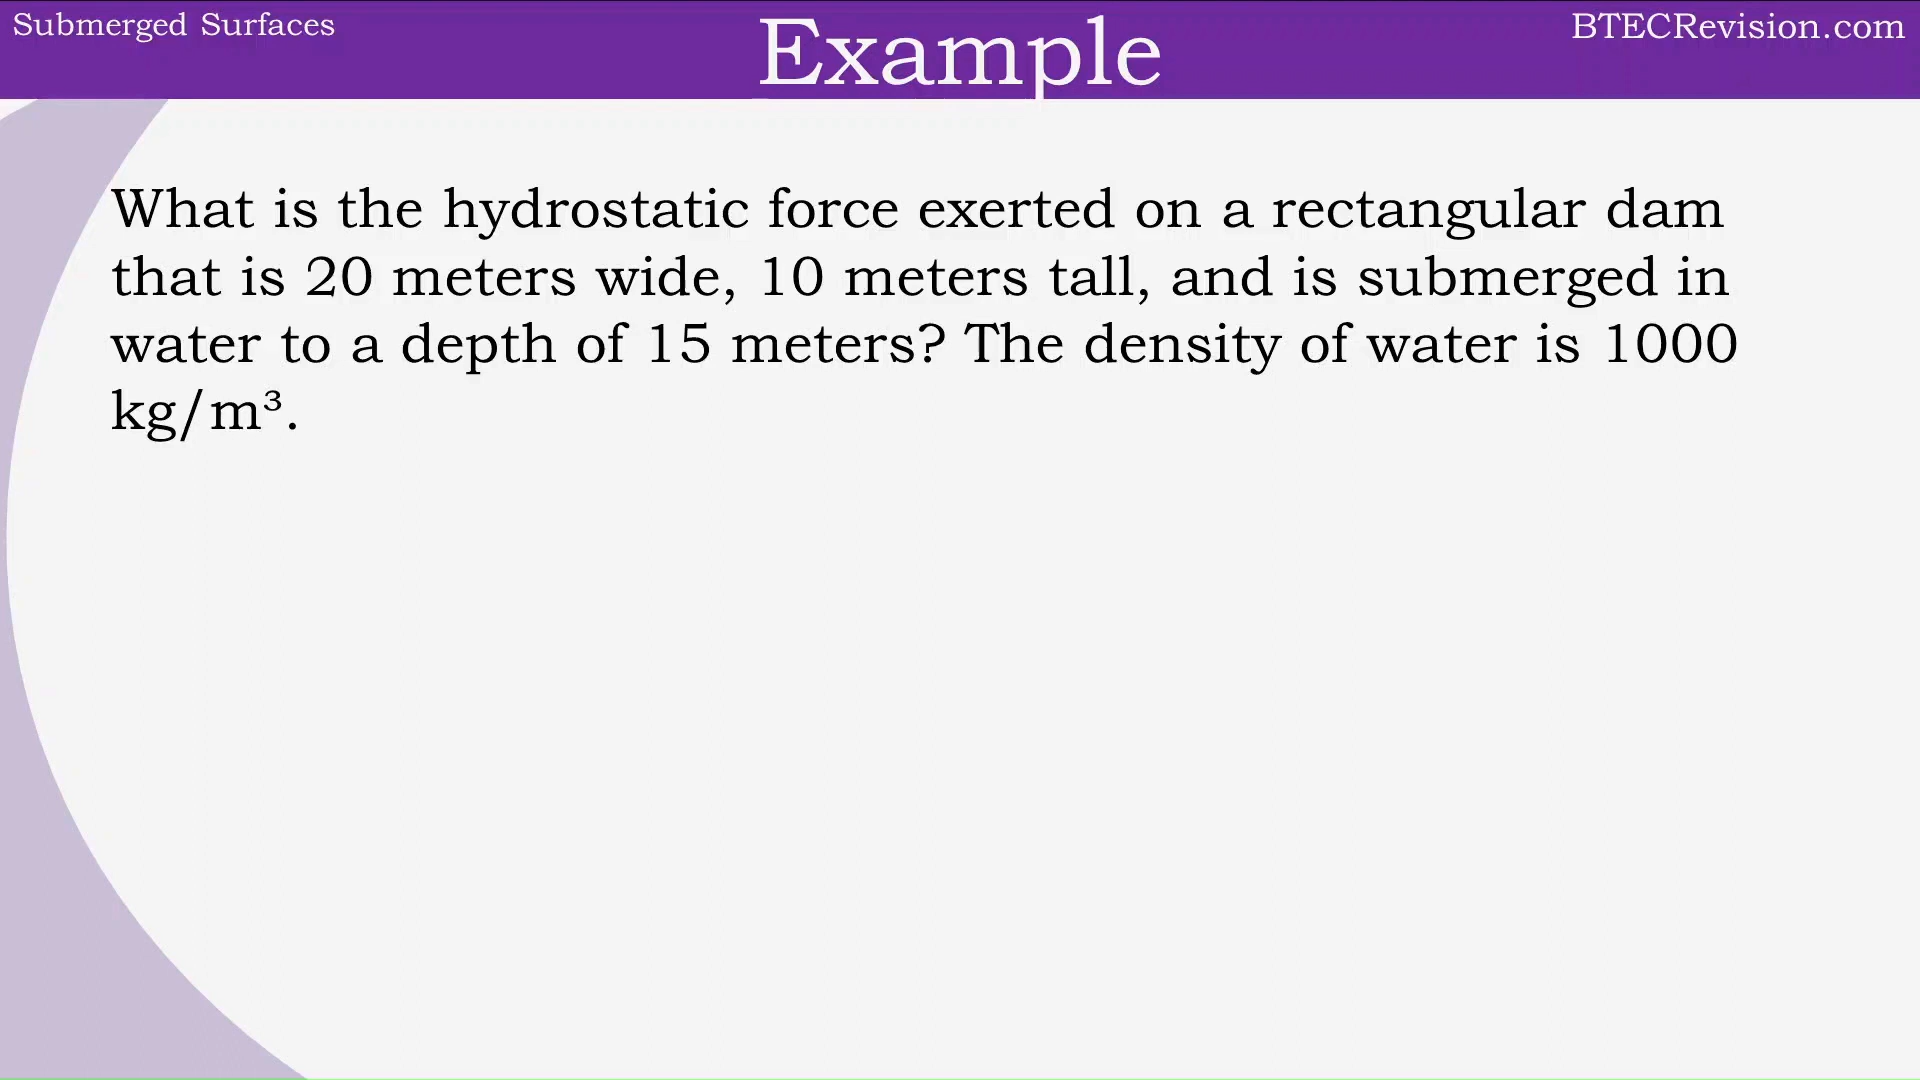 Submerged Surfaces
Example
BTECRevision.com
What is the hydrostatic force exerted on a rectangular dam
that is 20 meters wide, 10 meters tall, and is submerged in
water to a depth of 15 meters? The density of water is 1000
kg/m³.